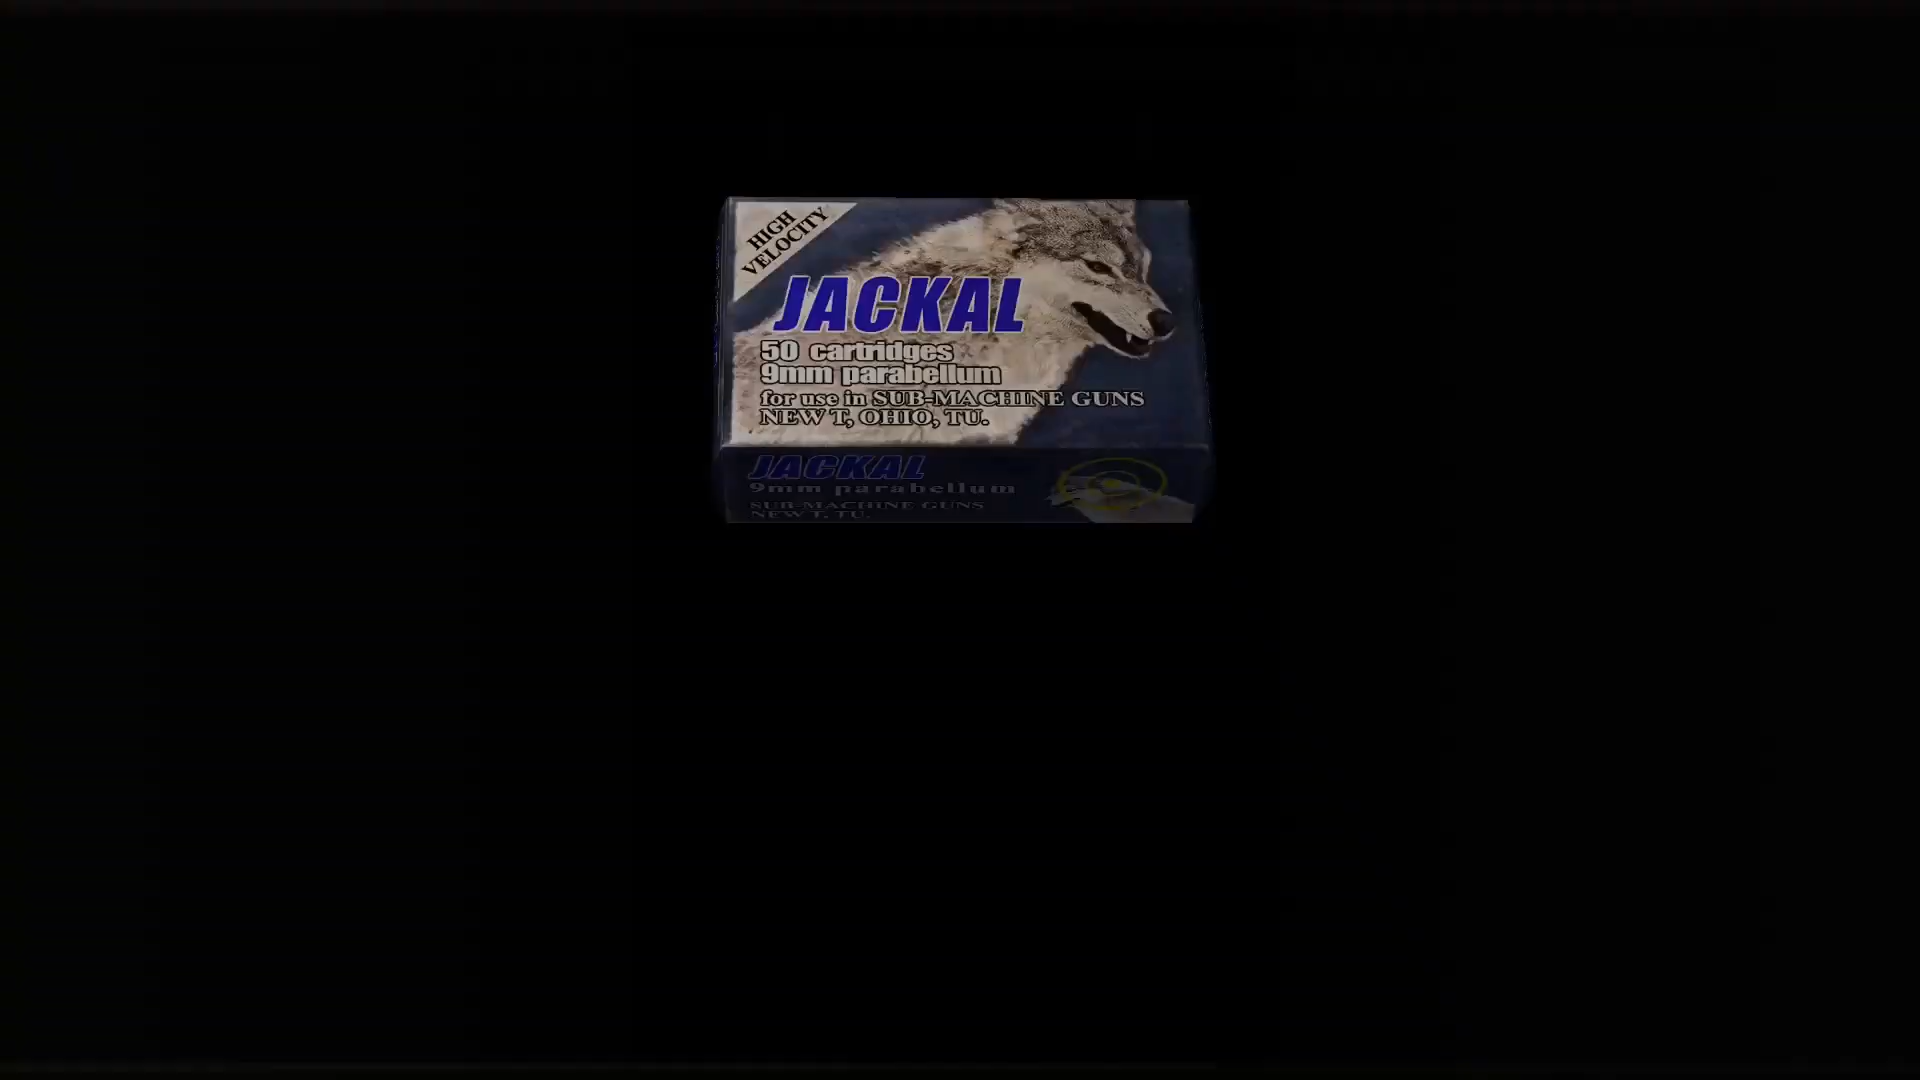 HIGH
VELOCITY
JACKAL
50 cartridges
9mm parabellum
for use in SUB-MACHINE GUNS
NEW T, OHIO, TU.
JACKAL
9mm parabellum
SUB-MACHINE GUNS
NEW T. TU.